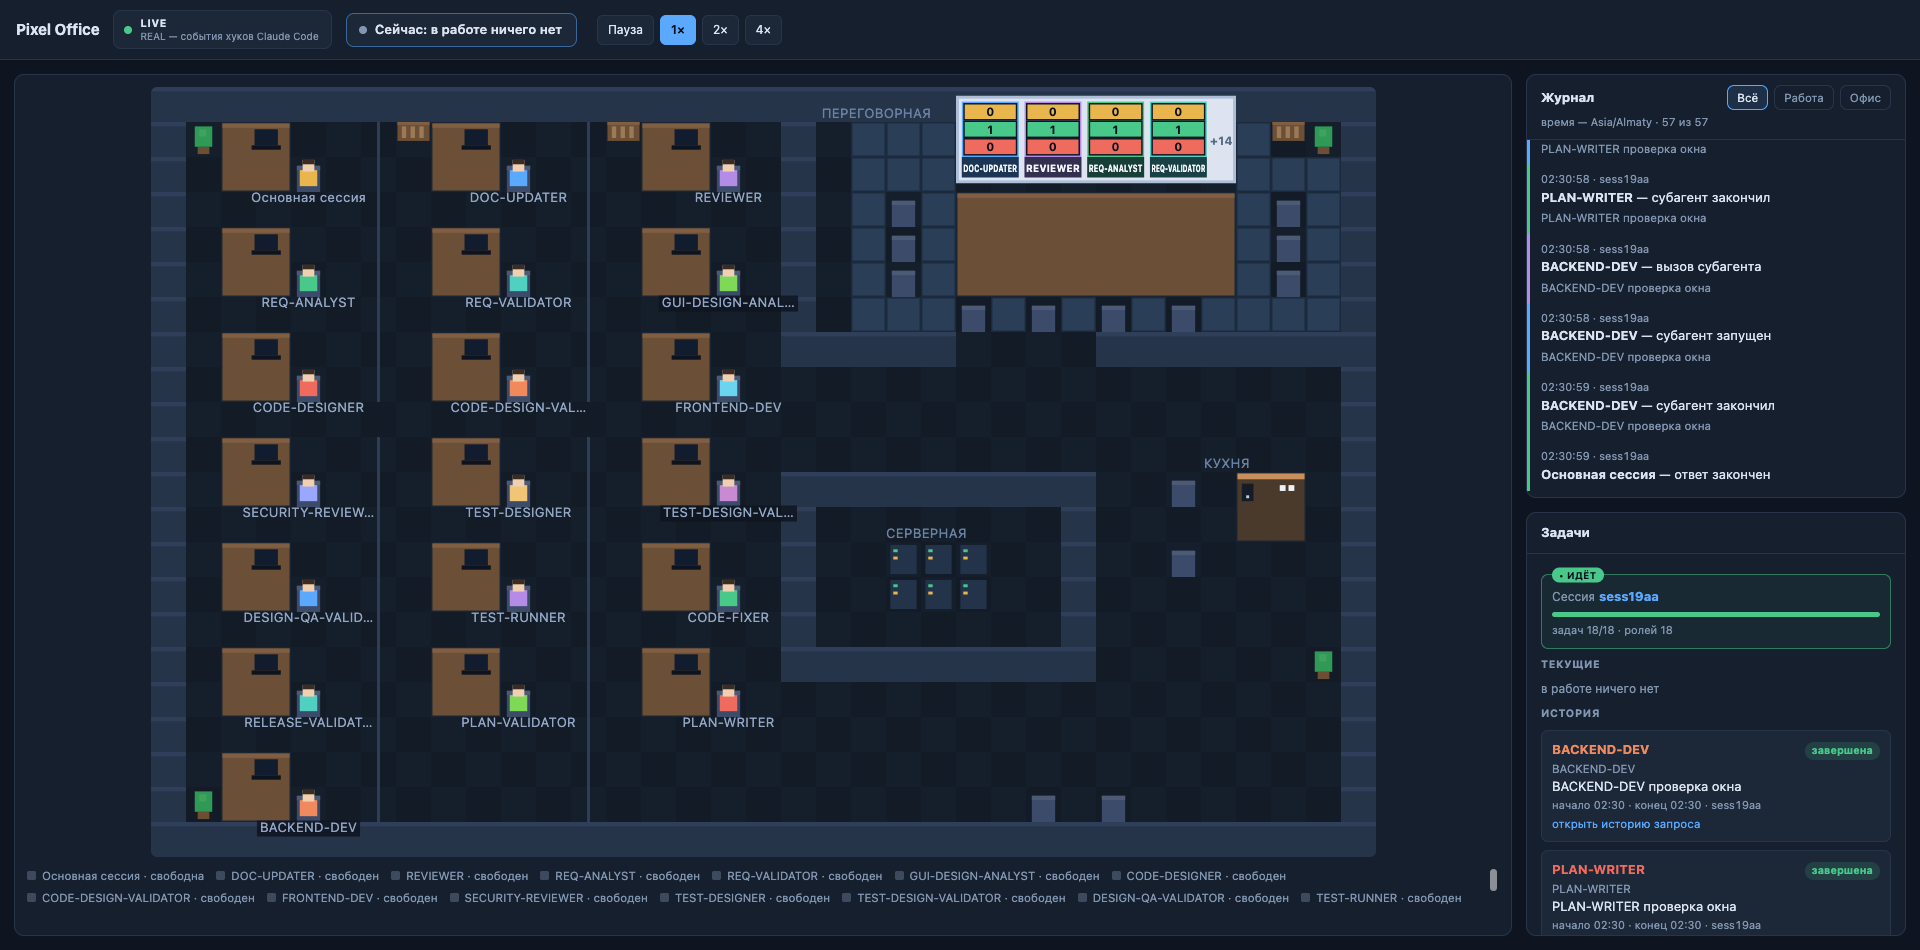 Pixel Office
LIVE
REAL — события хуков Claude Code
Сейчас: в работе ничего нет
Пауза
1×
2×
4×
ПЕРЕГОВОРНАЯ
0
0
0
0
1
1
1
1
0
0
0
0
+14
DOC-UPDATER
REVIEWER
REQ-ANALYST
REQ-VALIDATOR
Основная сессия
DOC-UPDATER
REVIEWER
REQ-ANALYST
REQ-VALIDATOR
GUI-DESIGN-ANAL...
CODE-DESIGNER
CODE-DESIGN-VAL...
FRONTEND-DEV
КУХНЯ
SECURITY-REVIEW...
TEST-DESIGNER
TEST-DESIGN-VAL...
СЕРВЕРНАЯ
DESIGN-QA-VALID...
TEST-RUNNER
CODE-FIXER
RELEASE-VALIDAT...
PLAN-VALIDATOR
PLAN-WRITER
BACKEND-DEV
Основная сессия · свободна
DOC-UPDATER · свободен
REVIEWER · свободен
REQ-ANALYST · свободен
REQ-VALIDATOR · свободен
GUI-DESIGN-ANALYST · свободен
CODE-DESIGNER · свободен
CODE-DESIGN-VALIDATOR · свободен
FRONTEND-DEV · свободен
SECURITY-REVIEWER · свободен
TEST-DESIGNER · свободен
TEST-DESIGN-VALIDATOR · свободен
DESIGN-QA-VALIDATOR · свободен
TEST-RUNNER · свободен
Журнал
Всё
Работа
Офис
время — Asia/Almaty · 57 из 57
PLAN-WRITER проверка окна
02:30:58 · sess19aa
PLAN-WRITER — субагент закончил
PLAN-WRITER проверка окна
02:30:58 · sess19aa
BACKEND-DEV — вызов субагента
BACKEND-DEV проверка окна
02:30:58 · sess19aa
BACKEND-DEV — субагент запущен
BACKEND-DEV проверка окна
02:30:59 · sess19aa
BACKEND-DEV — субагент закончил
BACKEND-DEV проверка окна
02:30:59 · sess19aa
Основная сессия — ответ закончен
Задачи
• ИДЁТ
Сессия sess19aa
задач 18/18 · ролей 18
ТЕКУЩИЕ
в работе ничего нет
ИСТОРИЯ
BACKEND-DEV
завершена
BACKEND-DEV
BACKEND-DEV проверка окна
начало 02:30 · конец 02:30 · sess19aa
открыть историю запроса
PLAN-WRITER
завершена
PLAN-WRITER
PLAN-WRITER проверка окна
начало 02:30 · конец 02:30 · sess19aa